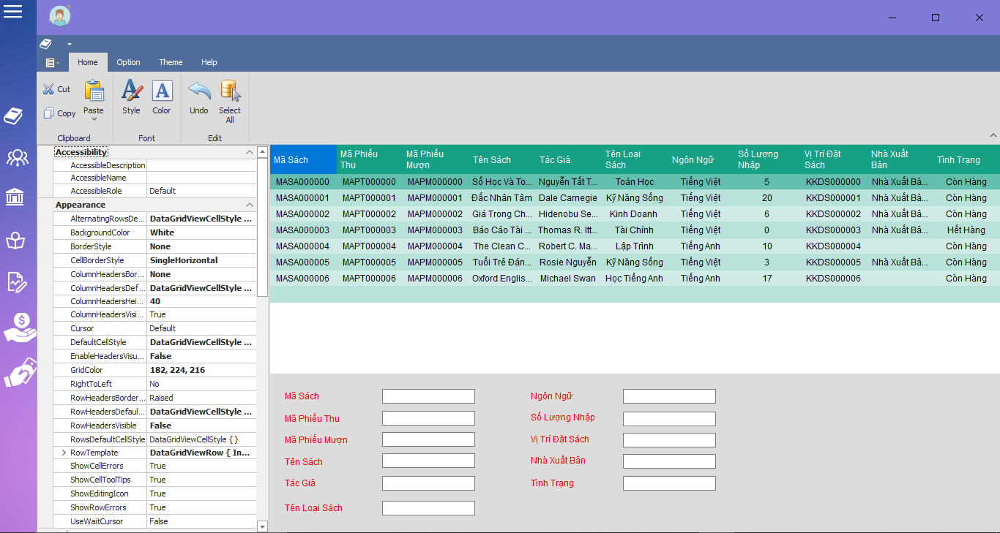 Home Option Theme Help
Cut
Copy
Paste
Style
Color
Undo
Select All
Clipboard Font Edit
Accessibility
AccessibleDescription
AccessibleName
AccessibleRole Default
Appearance
AlternatingRowsDe... DataGridViewCellStyle ...
BackgroundColor White
BorderStyle None
CellBorderStyle SingleHorizontal
ColumnHeadersBor... None
ColumnHeadersDef... DataGridViewCellStyle ...
ColumnHeadersHei... 40
ColumnHeadersVisi... True
Cursor Default
DefaultCellStyle DataGridViewCellStyle ...
EnableHeadersVisu... False
GridColor 182, 224, 216
RightToLeft No
RowHeadersBorder... Raised
RowHeadersDefaul... DataGridViewCellStyle ...
RowHeadersVisible False
RowsDefaultCellStyle DataGridViewCellStyle { }
RowTemplate DataGridViewRow { In...
ShowCellErrors True
ShowCellToolTips True
ShowEditingIcon True
ShowRowErrors True
UseWaitCursor False
Mã Sách Mã Phiếu Thu Mã Phiếu Mượn Tên Sách Tác Giả Tên Loại Sách Ngôn Ngữ Số Lượng Nhập Vị Trí Đặt Sách Nhà Xuất Bản Tình Trạng
MASA000000 MAPT000000 MAPM000000 Số Học Và To... Nguyễn Tất T... Toán Học Tiếng Việt 5 KKDS000000 Nhà Xuất Bả... Còn Hàng
MASA000001 MAPT000001 MAPM000001 Đắc Nhân Tâm Dale Carnegie Kỹ Năng Sống Tiếng Việt 20 KKDS000001 Nhà Xuất Bả... Còn Hàng
MASA000002 MAPT000002 MAPM000002 Giá Trong Ch... Hidenobu Se... Kinh Doanh Tiếng Việt 6 KKDS000002 Nhà Xuất Bả... Còn Hàng
MASA000003 MAPT000003 MAPM000003 Báo Cáo Tài ... Thomas R. Itt... Tài Chính Tiếng Việt 0 KKDS000003 Nhà Xuất Bả... Hết Hàng
MASA000004 MAPT000004 MAPM000004 The Clean C... Robert C. Ma... Lập Trình Tiếng Anh 10 KKDS000004 Còn Hàng
MASA000005 MAPT000005 MAPM000005 Tuổi Trẻ Đán... Rosie Nguyễn Kỹ Năng Sống Tiếng Việt 3 KKDS000005 Nhà Xuất Bả... Còn Hàng
MASA000006 MAPT000006 MAPM000006 Oxford Englis... Michael Swan Học Tiếng Anh Tiếng Anh 17 KKDS000006 Còn Hàng
Mã Sách
Mã Phiếu Thu
Mã Phiếu Mượn
Tên Sách
Tác Giả
Tên Loại Sách
Ngôn Ngữ
Số Lượng Nhập
Vị Trí Đặt Sách
Nhà Xuất Bản
Tình Trạng